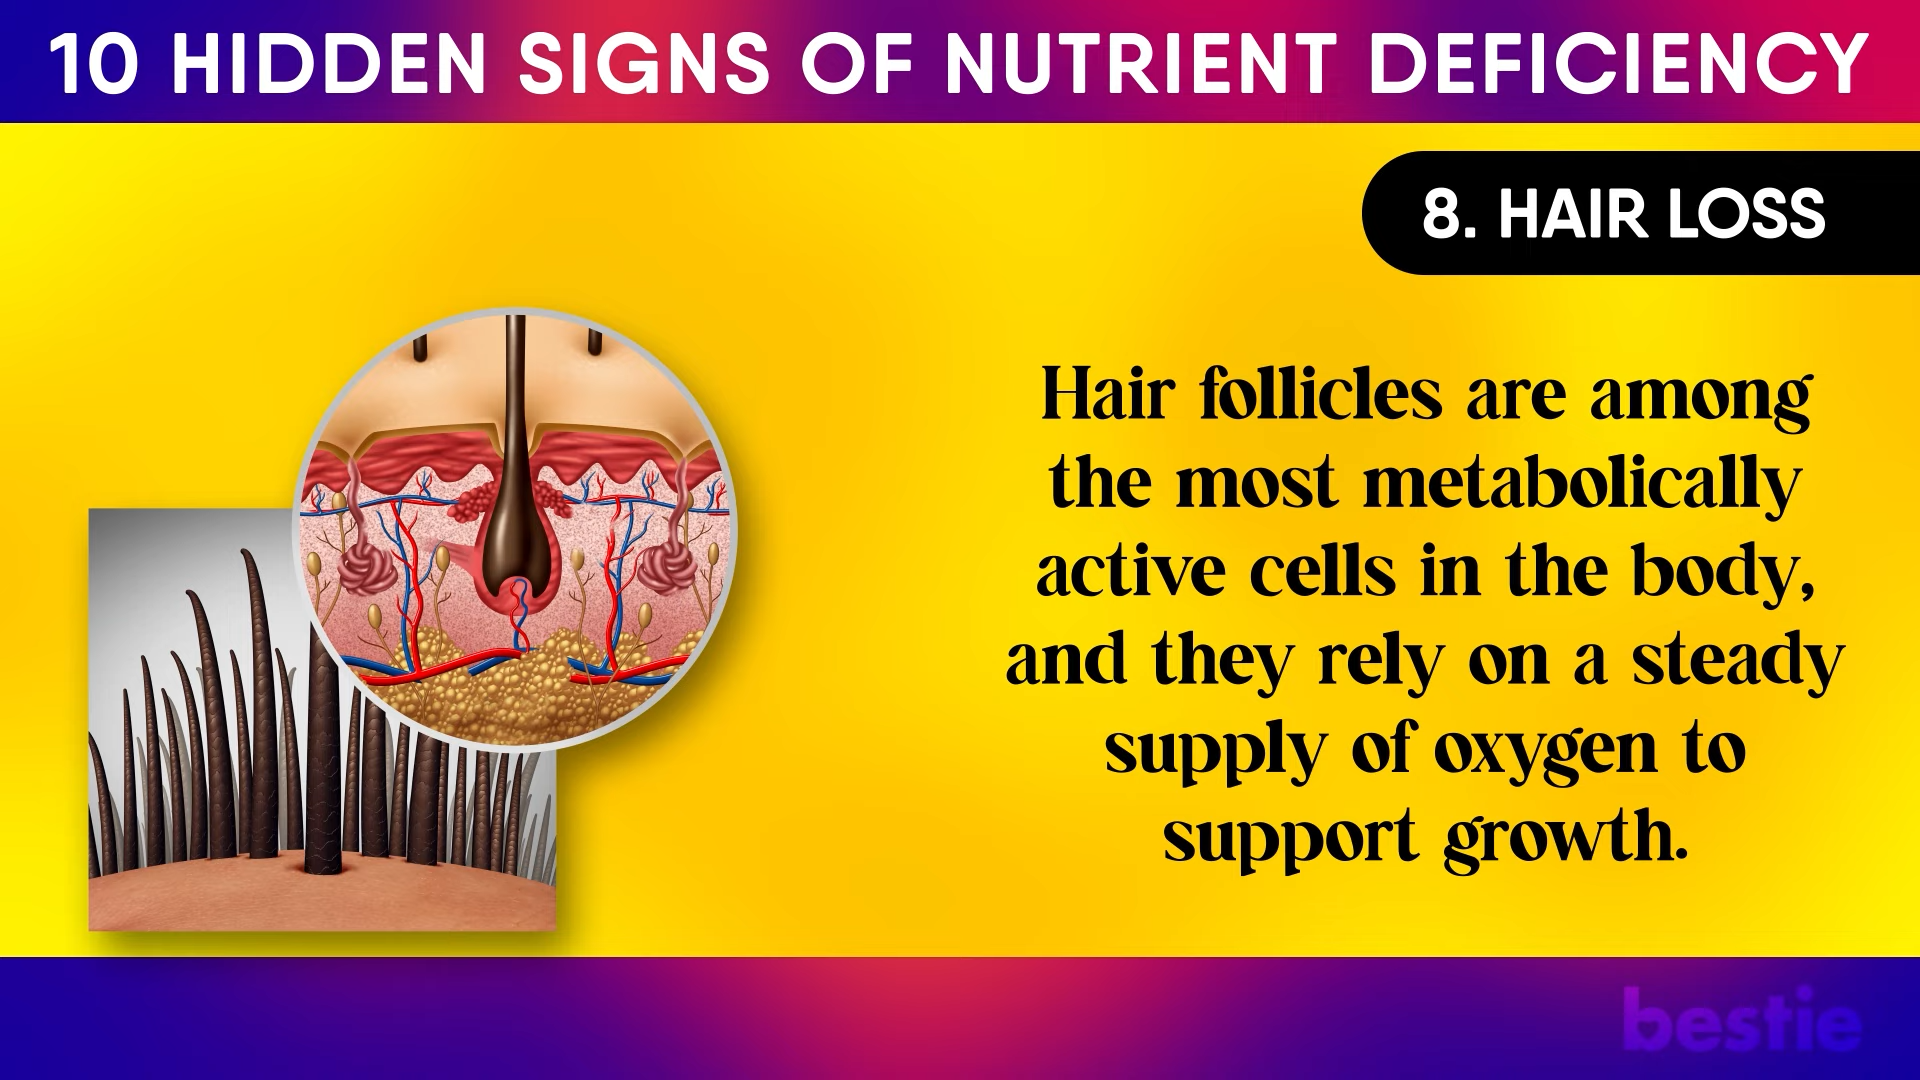 10 HIDDEN SIGNS OF NUTRIENT DEFICIENCY
8. HAIR LOSS
Hair follicles are among
the most metabolically
active cells in the body,
and they rely on a steady
supply of oxygen to
support growth.
bestie